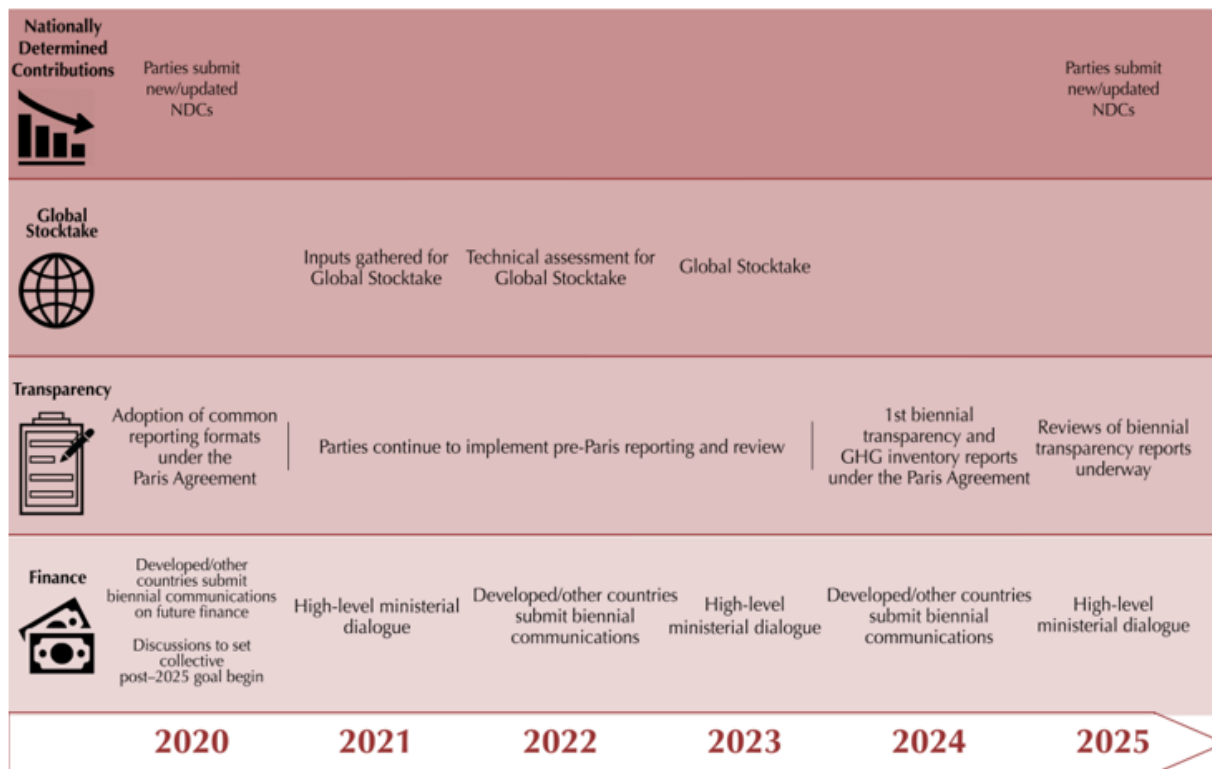 Nationally
Determined
Contributions
Parties submit
new/updated
NDCs
Parties submit
new/updated
NDCs
Global
Stocktake
Inputs gathered for
Global Stocktake
Technical assessment for
Global Stocktake
Global Stocktake
Transparency
Adoption of common
reporting formats
under the
Paris Agreement
Parties continue to implement pre-Paris reporting and review
1st biennial
transparency and
GHG inventory reports
under the Paris Agreement
Reviews of biennial
transparency reports
underway
Finance
Developed/other
countries submit
biennial communications
on future finance
Discussions to set
collective
post–2025 goal begin
High-level ministerial
dialogue
Developed/other countries
submit biennial
communications
High-level
ministerial dialogue
Developed/other countries
submit biennial
communications
High-level
ministerial dialogue
2020 2021 2022 2023 2024 2025